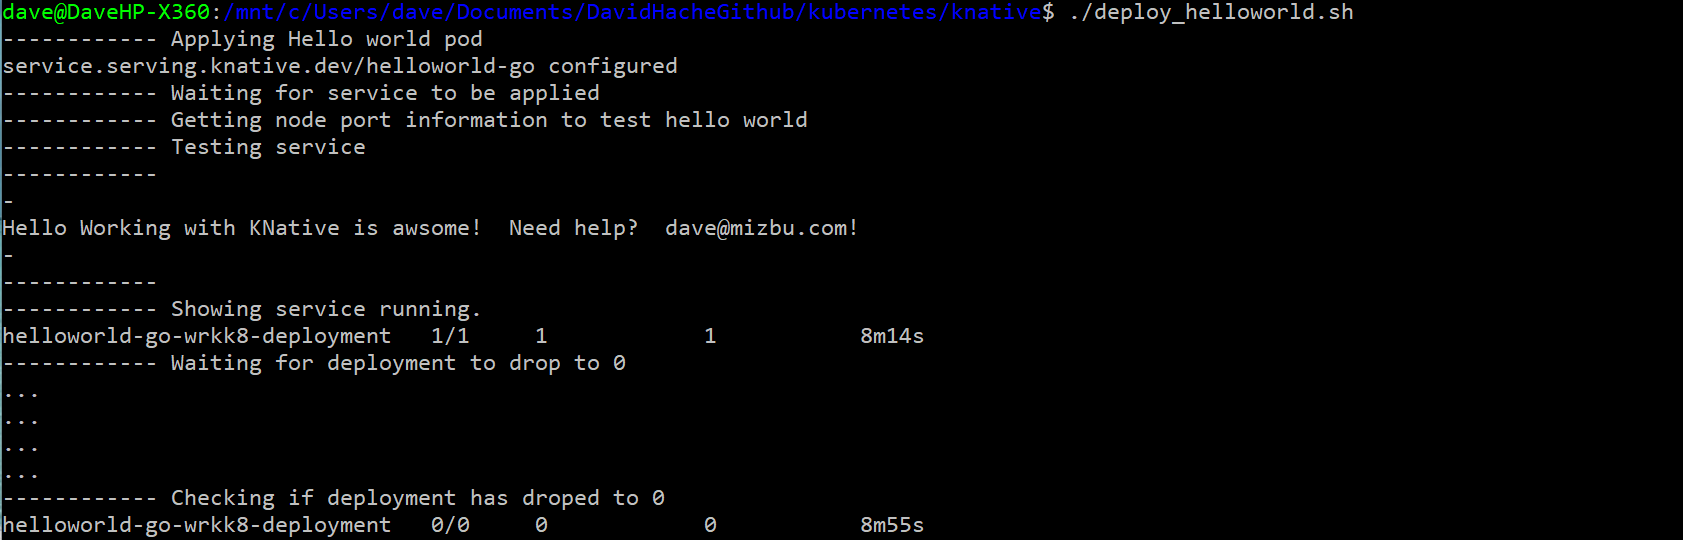 dave@DaveHP-X360:/mnt/c/Users/dave/Documents/DavidHacheGithub/kubernetes/knative$ ./deploy_helloworld.sh
------------ Applying Hello world pod
service.serving.knative.dev/helloworld-go configured
------------ Waiting for service to be applied
------------ Getting node port information to test hello world
------------ Testing service
------------
-
Hello Working with KNative is awsome!  Need help?  dave@mizbu.com!
-
------------
------------ Showing service running.
helloworld-go-wrkk8-deployment   1/1     1            1           8m14s
------------ Waiting for deployment to drop to 0
...
...
...
...
------------ Checking if deployment has droped to 0
helloworld-go-wrkk8-deployment   0/0     0            0           8m55s